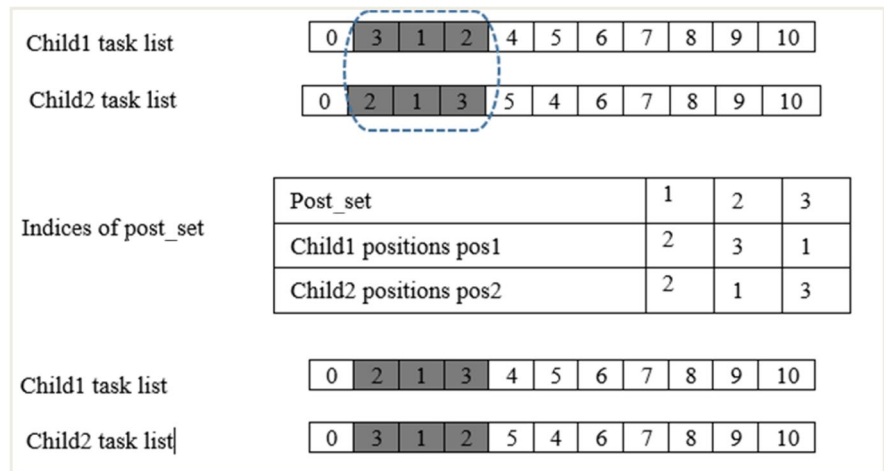 Child1 task list 0 3 1 2 4 5 6 7 8 9 10
Child2 task list 0 2 1 3 5 4 6 7 8 9 10
Indices of post_set
Post_set 1 2 3
Child1 positions pos1 2 3 1
Child2 positions pos2 2 1 3
Child1 task list 0 2 1 3 4 5 6 7 8 9 10
Child2 task list 0 3 1 2 5 4 6 7 8 9 10